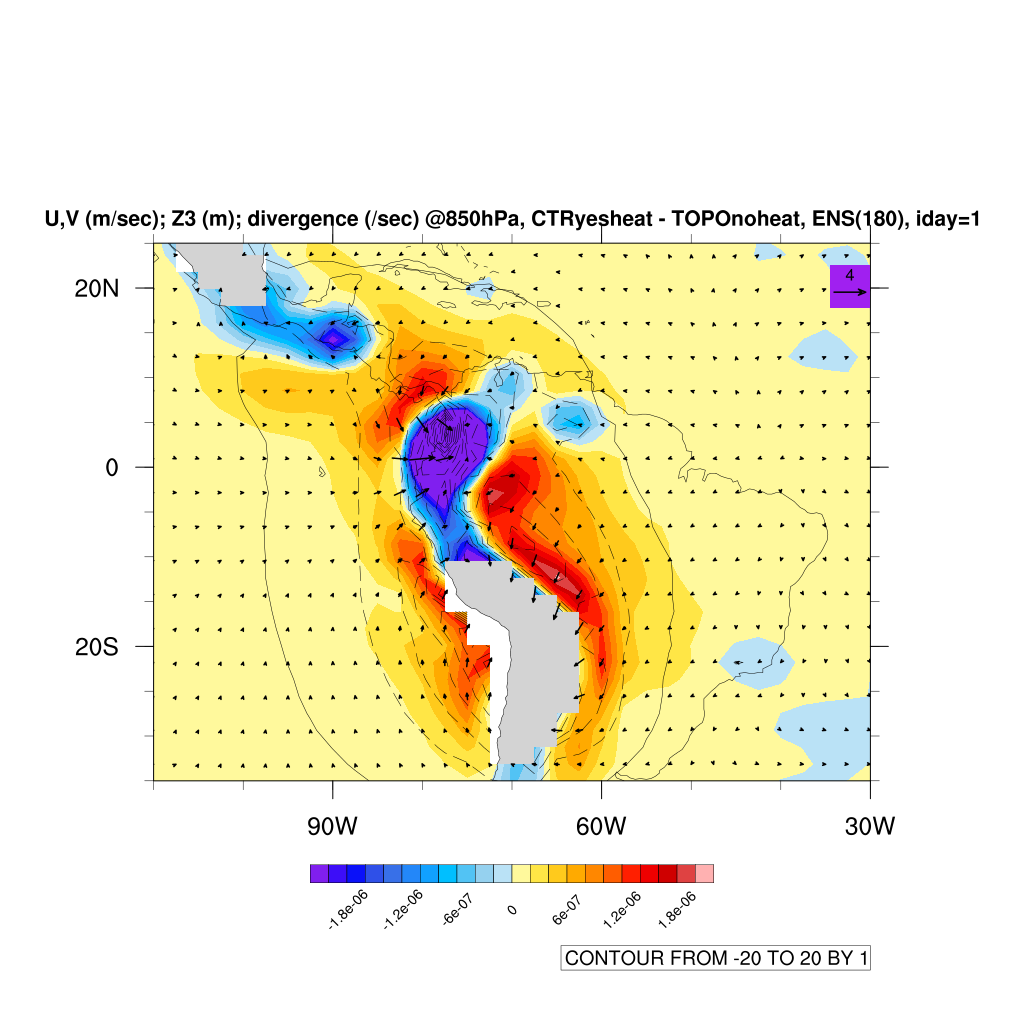 U,V (m/sec); Z3 (m); divergence (/sec) @850hPa, CTRyesheat - TOPOnoheat, ENS(180), iday=1
4
20N
0
20S
90W 60W 30W
-1.8e-06 -1.2e-06 -6e-07 0 6e-07 1.2e-06 1.8e-06
CONTOUR FROM -20 TO 20 BY 1